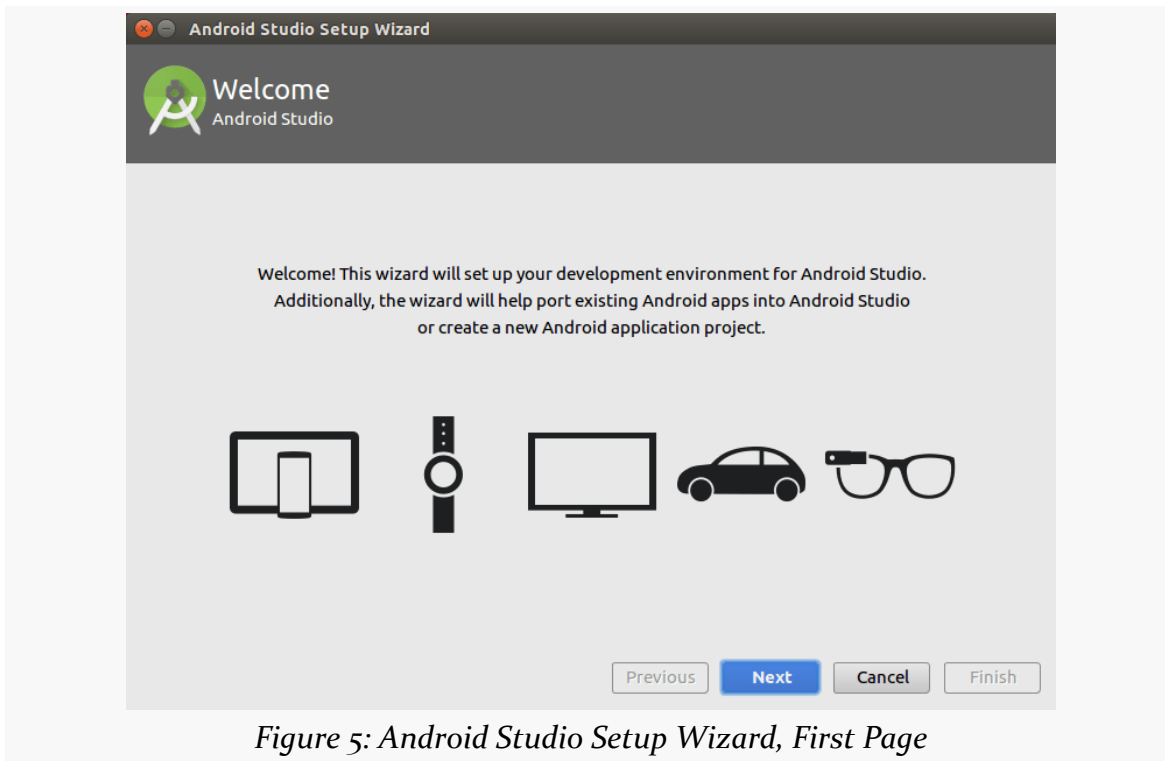 Android Studio Setup Wizard
Welcome
Android Studio
Welcome! This wizard will set up your development environment for Android Studio.
Additionally, the wizard will help port existing Android apps into Android Studio
or create a new Android application project.
Previous Next Cancel Finish
Figure 5: Android Studio Setup Wizard, First Page